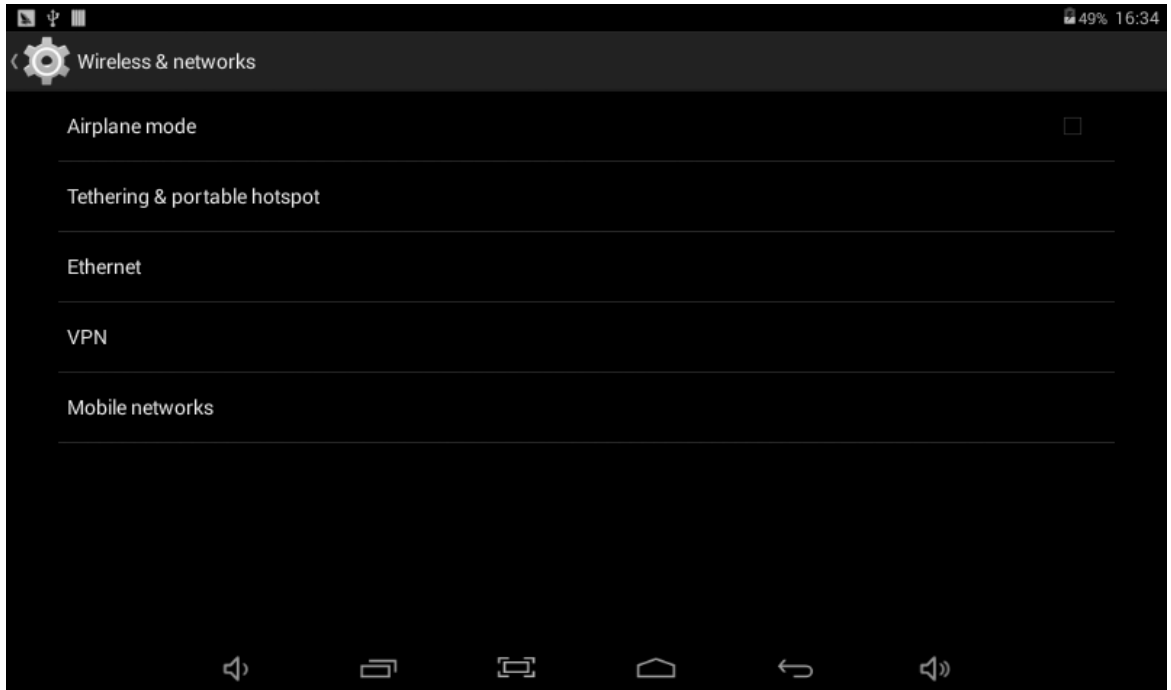 49% 16:34
Wireless & networks
Airplane mode
Tethering & portable hotspot
Ethernet
VPN
Mobile networks